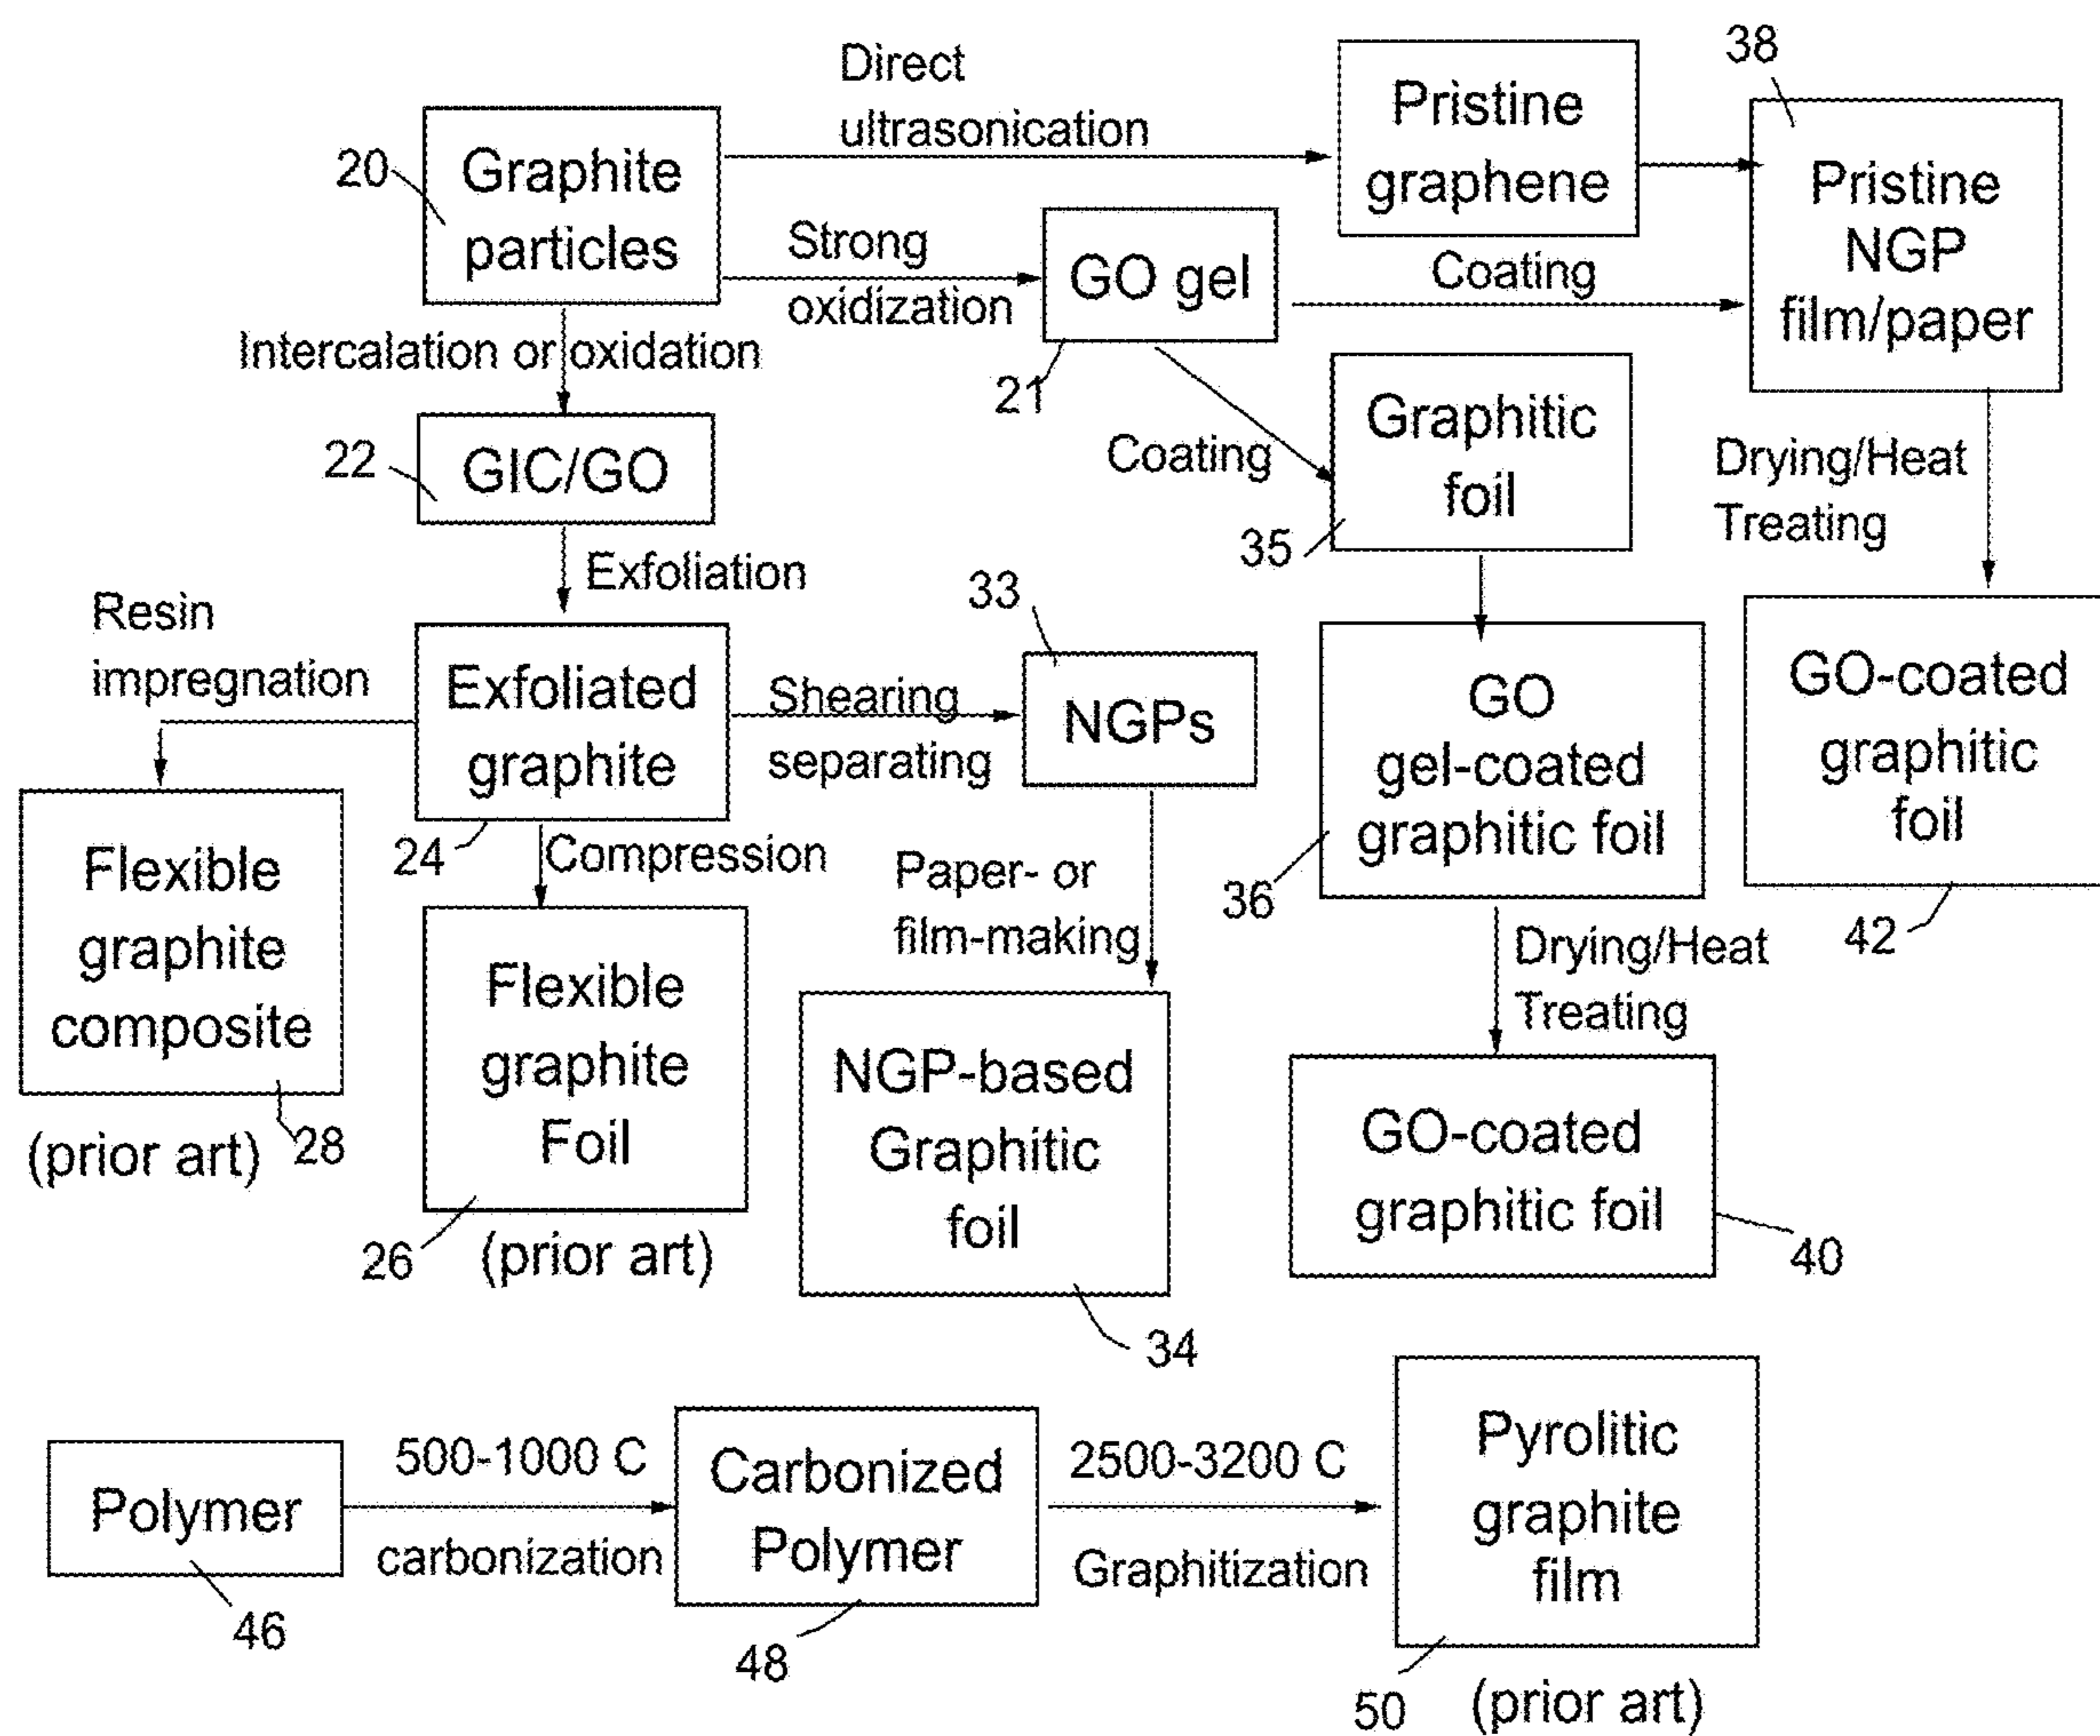 Direct
ultrasonication
Pristine
graphene
38
20
Graphite
particles
Pristine
NGP
film/paper
Strong
oxidization
GO gel
Coating
21
Intercalation or oxidation
GIC/GO
22
Coating
Graphitic
foil
35
Drying/Heat
Treating
Exfoliation
Resin
impregnation
33
Exfoliated
graphite
24
Shearing
separating
NGPs
GO
gel-coated
graphitic foil
36
GO-coated
graphitic
foil
42
Flexible
graphite
composite
28
(prior art)
Compression
Flexible
graphite
Foil
26
(prior art)
Paper- or
film-making
NGP-based
Graphitic
foil
34
Drying/Heat
Treating
GO-coated
graphitic foil
40
Polymer
46
500-1000 C
carbonization
Carbonized
Polymer
48
2500-3200 C
Graphitization
Pyrolitic
graphite
film
50
(prior art)